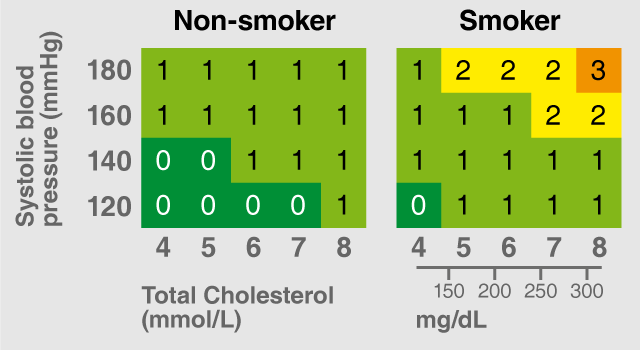 Non-smoker Smoker
Systolic blood
pressure (mmHg)
180 1 1 1 1 1 1 2 2 2 3
160 1 1 1 1 1 1 1 1 2 2
140 0 0 1 1 1 1 1 1 1 1
120 0 0 0 0 1 0 1 1 1 1
4 5 6 7 8 4 5 6 7 8
150 200 250 300
Total Cholesterol
(mmol/L)
mg/dL